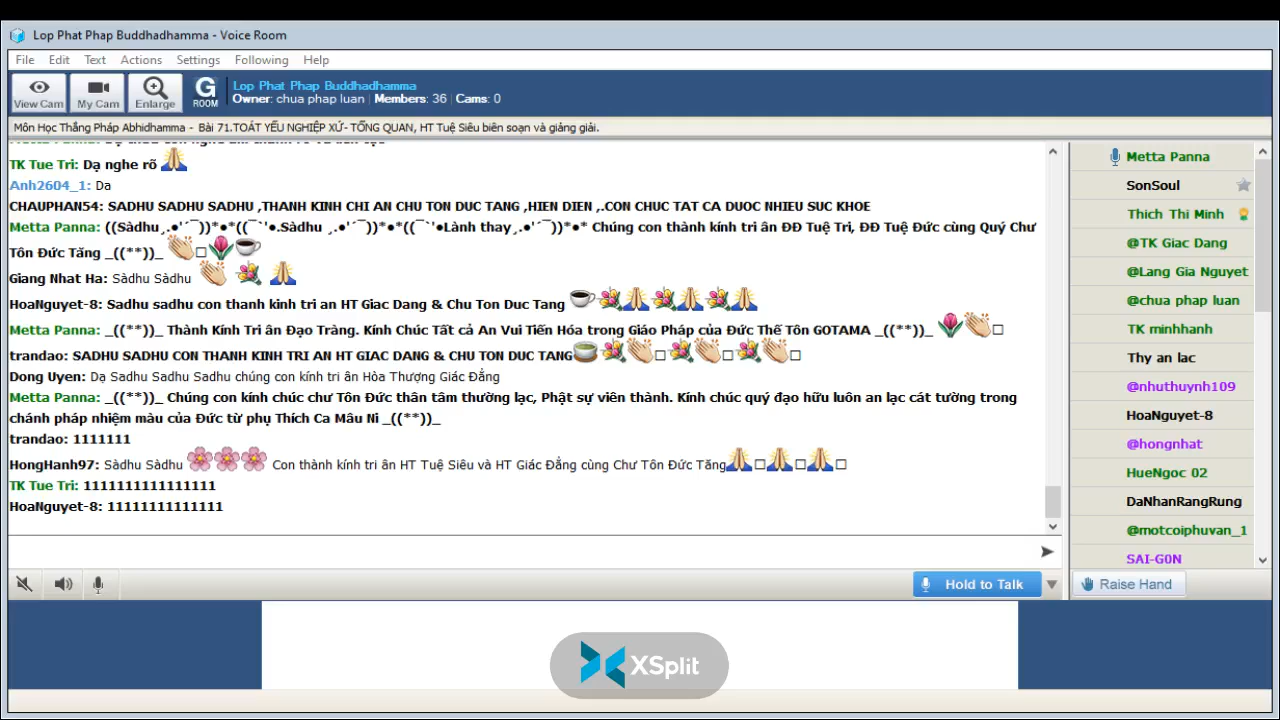 Lop Phat Phap Buddhadhamma - Voice Room
File Edit Text Actions Settings Following Help
View Cam My Cam Enlarge G ROOM
Lop Phat Phap Buddhadhamma
Owner: chua phap luan | Members: 36 | Cams: 0
Môn Học Thắng Pháp Abhidhamma - Bài 71.TOÁT YẾU NGHIỆP XỨ- TỔNG QUAN, HT Tuệ Siêu biên soạn và giảng giải.
TK Tue Tri: Dạ nghe rõ
Anh2604_1: Da
CHAUPHAN54: SADHU SADHU SADHU ,THANH KINH CHI AN CHU TON DUC TANG ,HIEN DIEN ,.CON CHUC TAT CA DUOC NHIEU SUC KHOE
Metta Panna: ((Sàdhu¸.●'´¯))*●*((¯`'●.Sàdhu ¸.●'´¯))*●*((¯`'●Lành thay¸.●'´¯))*●* Chúng con thành kính tri ân ĐĐ Tuệ Tri, ĐĐ Tuệ Đức cùng Quý Chư
Tôn Đức Tăng _((**))_
Giang Nhat Ha: Sàdhu Sàdhu
HoaNguyet-8: Sadhu sadhu con thanh kinh tri an HT Giac Dang & Chu Ton Duc Tang
Metta Panna: _((**))_ Thành Kính Tri ân Đạo Tràng. Kính Chúc Tất cả An Vui Tiến Hóa trong Giáo Pháp của Đức Thế Tôn GOTAMA _((**))_
trandao: SADHU SADHU CON THANH KINH TRI AN HT GIAC DANG & CHU TON DUC TANG
Dong Uyen: Dạ Sadhu Sadhu Sadhu chúng con kính tri ân Hòa Thượng Giác Đẳng
Metta Panna: _((**))_ Chúng con kính chúc chư Tôn Đức thân tâm thường lạc, Phật sự viên thành. Kính chúc quý đạo hữu luôn an lạc cát tường trong
chánh pháp nhiệm màu của Đức từ phụ Thích Ca Mâu Ni _((**))_
trandao: 1111111
HongHanh97: Sàdhu Sàdhu Con thành kính tri ân HT Tuệ Siêu và HT Giác Đẳng cùng Chư Tôn Đức Tăng
TK Tue Tri: 1111111111111111
HoaNguyet-8: 11111111111111
Metta Panna
SonSoul
Thich Thi Minh
@TK Giac Dang
@Lang Gia Nguyet
@chua phap luan
TK minhhanh
Thy an lac
@nhuthuynh109
HoaNguyet-8
@hongnhat
HueNgoc 02
DaNhanRangRung
@motcoiphuvan_1
SAI-G0N
Hold to Talk
Raise Hand
XSplit